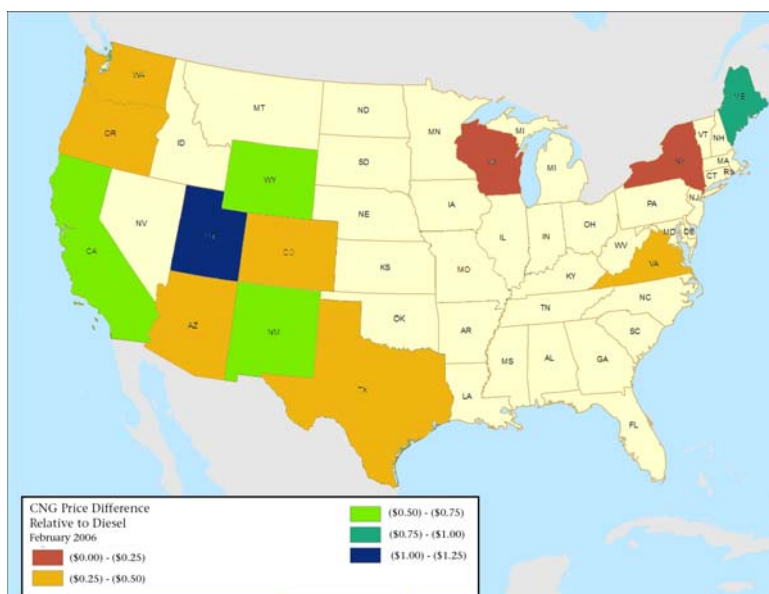 WA
MT
ND
MN
MI
ME
VT
NH
OR
ID
SD
WI
MI
NY
MA
CT
RI
WY
NE
IA
PA
NJ
NV
UT
CO
IL
IN
OH
MD
DE
CA
KS
MO
WV
VA
KY
AZ
NM
OK
AR
TN
NC
SC
TX
MS
AL
GA
LA
FL
CNG Price Difference
Relative to Diesel
February 2006
($0.00) - ($0.25)
($0.25) - ($0.50)
($0.50) - ($0.75)
($0.75) - ($1.00)
($1.00) - ($1.25)